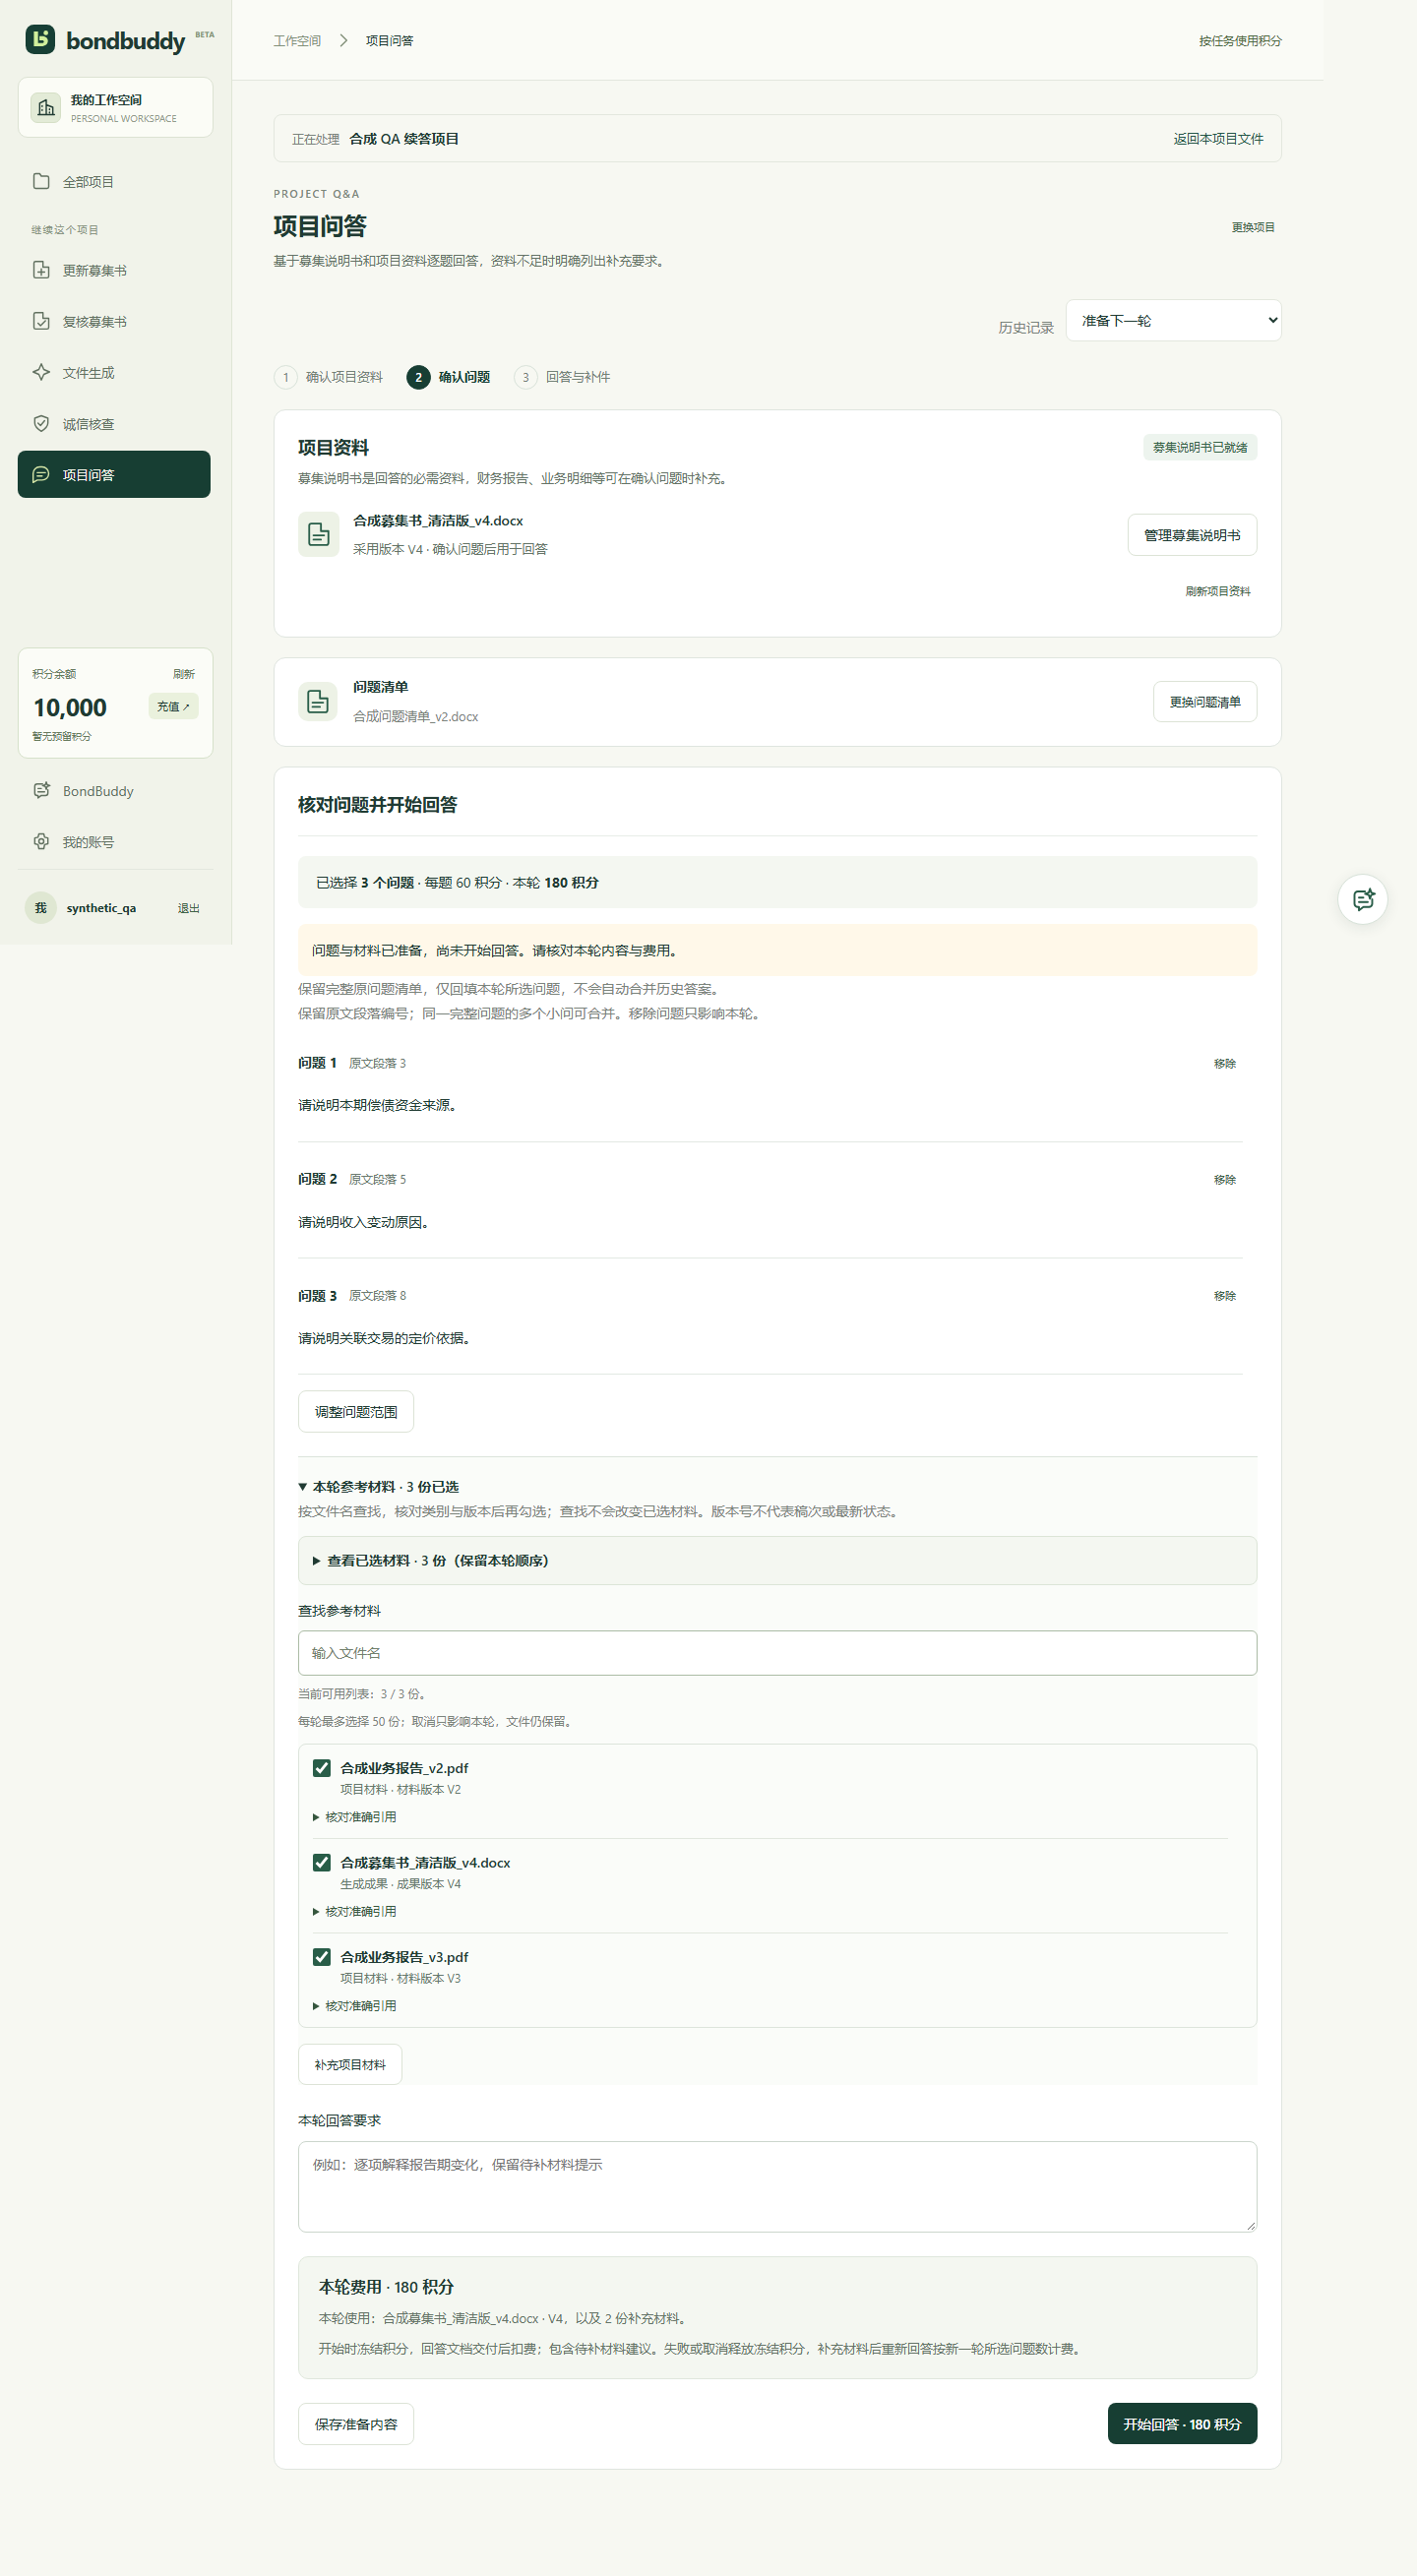 bondbuddy BETA
我的工作空间
PERSONAL WORKSPACE
全部项目
继续这个项目
更新募集书
复核募集书
文件生成
诚信核查
项目问答
积分余额 刷新
10,000 充值↗
暂无预留积分
BondBuddy
我的账号
我 synthetic_qa 退出
工作空间 > 项目问答 按任务使用积分
正在处理 合成 QA 续答项目 返回本项目文件
PROJECT Q&A
项目问答 更换项目
基于募集说明书和项目资料逐题回答，资料不足时明确列出补充要求。
历史记录 准备下一轮
1 确认项目资料 2 确认问题 3 回答与补件
项目资料 募集说明书已就绪
募集说明书是回答的必需资料，财务报告、业务明细等可在确认问题时补充。
合成募集书_清洁版_v4.docx
采用版本 V4 · 确认问题后用于回答
管理募集说明书
刷新项目资料
问题清单
合成问题清单_v2.docx
更换问题清单
核对问题并开始回答
已选择 3 个问题 · 每题 60 积分 · 本轮 180 积分
问题与材料已准备，尚未开始回答。请核对本轮内容与费用。
保留完整原问题清单，仅回填本轮所选问题，不会自动合并历史答案。
保留原文段落编号；同一完整问题的多个小问可合并。移除问题只影响本轮。
问题 1 原文段落 3 移除
请说明本期偿债资金来源。
问题 2 原文段落 5 移除
请说明收入变动原因。
问题 3 原文段落 8 移除
请说明关联交易的定价依据。
调整问题范围
▼ 本轮参考材料 · 3 份已选
按文件名查找，核对类别与版本后再勾选；查找不会改变已选材料。版本号不代表稿次或最新状态。
▶ 查看已选材料 · 3 份（保留本轮顺序）
查找参考材料
输入文件名
当前可用列表：3 / 3 份。
每轮最多选择 50 份；取消只影响本轮，文件仍保留。
合成业务报告_v2.pdf
项目材料 · 材料版本 V2
▶ 核对准确引用
合成募集书_清洁版_v4.docx
生成成果 · 成果版本 V4
▶ 核对准确引用
合成业务报告_v3.pdf
项目材料 · 材料版本 V3
▶ 核对准确引用
补充项目材料
本轮回答要求
例如：逐项解释报告期变化，保留待补材料提示
本轮费用 · 180 积分
本轮使用：合成募集书_清洁版_v4.docx · V4，以及 2 份补充材料。
开始时冻结积分，回答文档交付后扣费；包含待补材料建议。失败或取消释放冻结积分，补充材料后重新回答按新一轮所选问题数计费。
保存准备内容 开始回答 · 180 积分